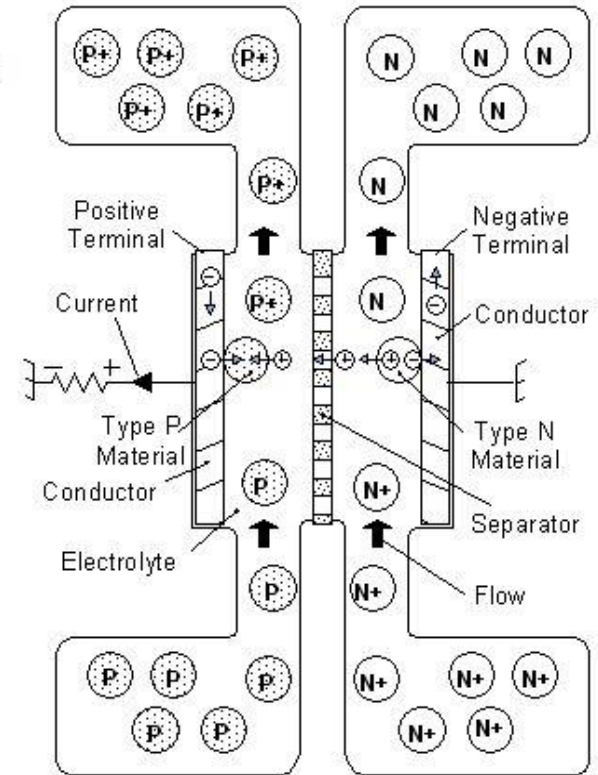 P+ P+ P+ N N N
P+ P+ N N
P+ N
Positive
Terminal
Negative
Terminal
P+ N
Current
Conductor
− +
Type P
Material
Type N
Material
Conductor
P N+
Separator
Electrolyte
P N+
Flow
P P P N+ N+ N+
P P N+ N+